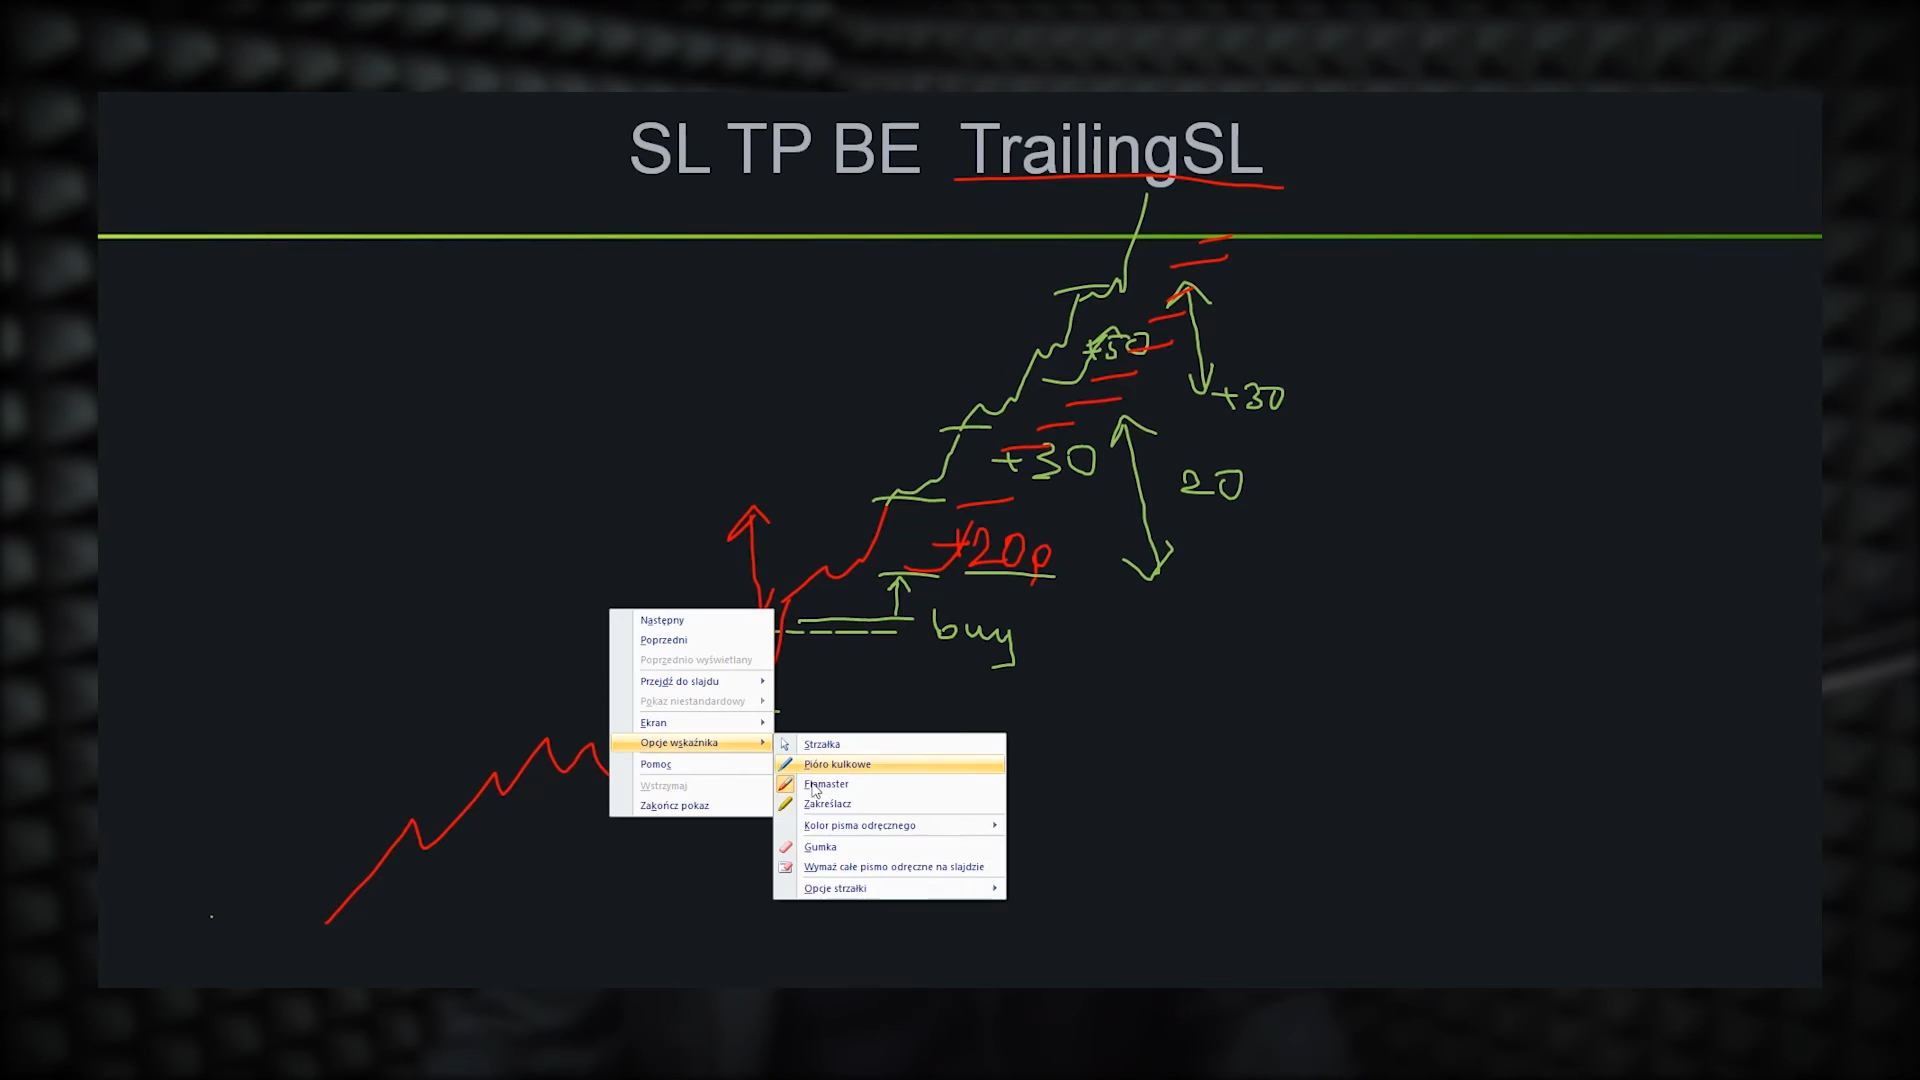 SL TP BE TrailingSL
+50
+30
+30
20
+20p
buy
Następny
Poprzedni
Poprzednio wyświetlany
Przejdź do slajdu
Pokaz niestandardowy
Ekran
Opcje wskaźnika
Pomoc
Wstrzymaj
Zakończ pokaz
Strzałka
Pióro kulkowe
Flamaster
Zakreślacz
Kolor pisma odręcznego
Gumka
Wymaż całe pismo odręczne na slajdzie
Opcje strzałki